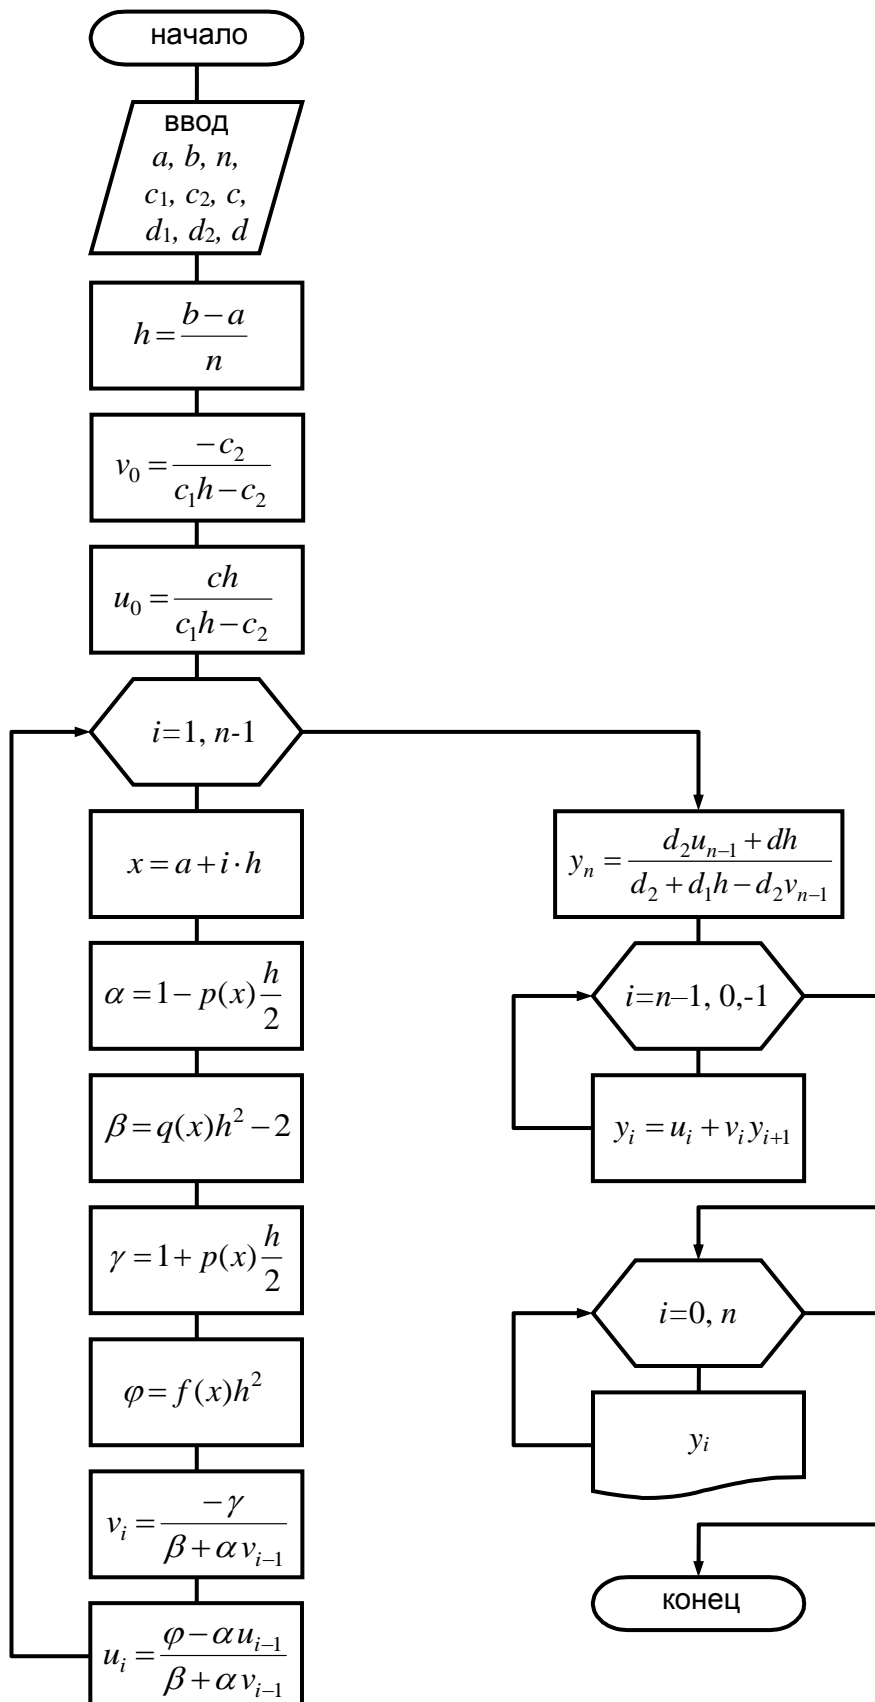 начало
ввод
a, b, n,
c₁, c₂, c,
d₁, d₂, d
h = (b − a) / n
v₀ = −c₂ / (c₁h − c₂)
u₀ = ch / (c₁h − c₂)
i=1, n-1
x = a + i · h
α = 1 − p(x) h/2
β = q(x)h² − 2
γ = 1 + p(x) h/2
φ = f(x)h²
vᵢ = −γ / (β + αvᵢ₋₁)
uᵢ = (φ − αuᵢ₋₁) / (β + αvᵢ₋₁)
yₙ = (d₂uₙ₋₁ + dh) / (d₂ + d₁h − d₂vₙ₋₁)
i=n–1, 0,-1
yᵢ = uᵢ + vᵢyᵢ₊₁
i=0, n
yᵢ
конец